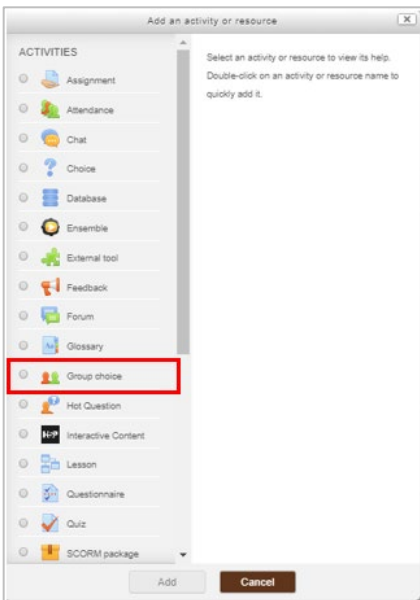 Add an activity or resource
ACTIVITIES
Select an activity or resource to view its help.
Double-click on an activity or resource name to
quickly add it.
Assignment
Attendance
Chat
Choice
Database
Ensemble
External tool
Feedback
Forum
Glossary
Group choice
Hot Question
H-P Interactive Content
Lesson
Questionnaire
Quiz
SCORM package
Add
Cancel